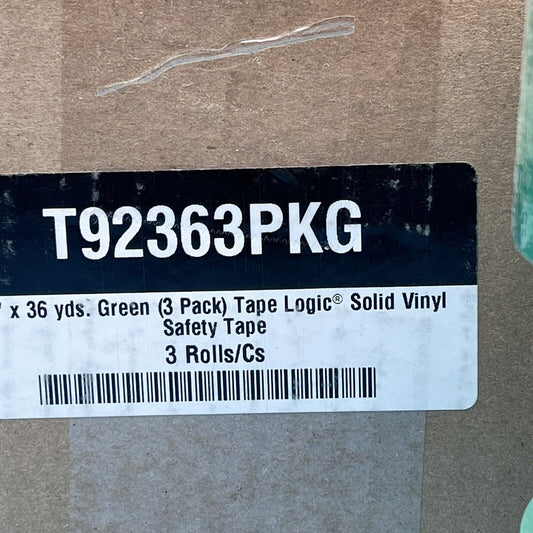 T92363PKG
" x 36 yds. Green (3 Pack) Tape Logic® Solid Vinyl
Safety Tape
3 Rolls/Cs